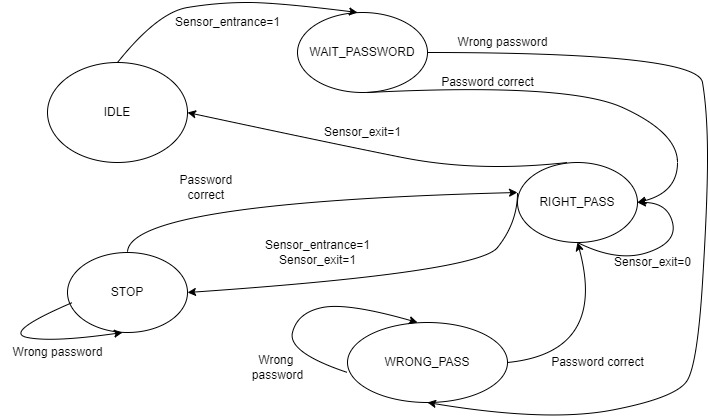 Sensor_entrance=1
WAIT_PASSWORD
Wrong password
Password correct
IDLE
Sensor_exit=1
Password
correct
RIGHT_PASS
Sensor_entrance=1
Sensor_exit=1
Sensor_exit=0
STOP
Wrong password
Wrong
password
WRONG_PASS
Password correct